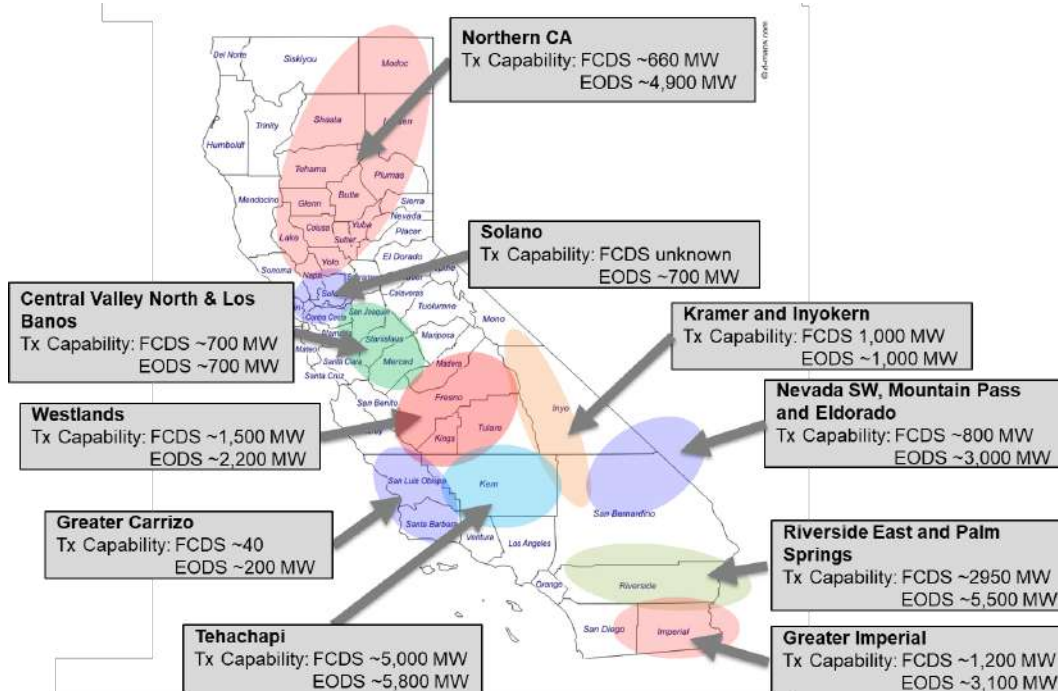 © d-maps.com
Northern CA
Tx Capability: FCDS ~660 MW
EODS ~4,900 MW
Del Norte
Siskiyou
Modoc
Trinity
Shasta
Humboldt
Tehama
Plumas
Mendocino
Glenn
Butte
Sierra
Nevada
Placer
Colusa
Yuba
Sutter
Lake
Yolo
El Dorado
Sonoma
Napa
Solano
Tx Capability: FCDS unknown
EODS ~700 MW
Central Valley North & Los
Banos
Tx Capability: FCDS ~700 MW
EODS ~700 MW
Calaveras
Contra Costa
San Joaquin
Tuolumne
Mono
Stanislaus
Mariposa
Mateo
Santa Clara
Merced
Madera
Santa Cruz
Kramer and Inyokern
Tx Capability: FCDS 1,000 MW
EODS ~1,000 MW
San Benito
Fresno
Inyo
Westlands
Tx Capability: FCDS ~1,500 MW
EODS ~2,200 MW
Kings
Tulare
Nevada SW, Mountain Pass
and Eldorado
Tx Capability: FCDS ~800 MW
EODS ~3,000 MW
San Luis Obispo
Kern
San Bernardino
Santa Barbara
Ventura
Los Angeles
Greater Carrizo
Tx Capability: FCDS ~40
EODS ~200 MW
Riverside East and Palm
Springs
Tx Capability: FCDS ~2950 MW
EODS ~5,500 MW
Orange
Riverside
San Diego
Imperial
Tehachapi
Tx Capability: FCDS ~5,000 MW
EODS ~5,800 MW
Greater Imperial
Tx Capability: FCDS ~1,200 MW
EODS ~3,100 MW